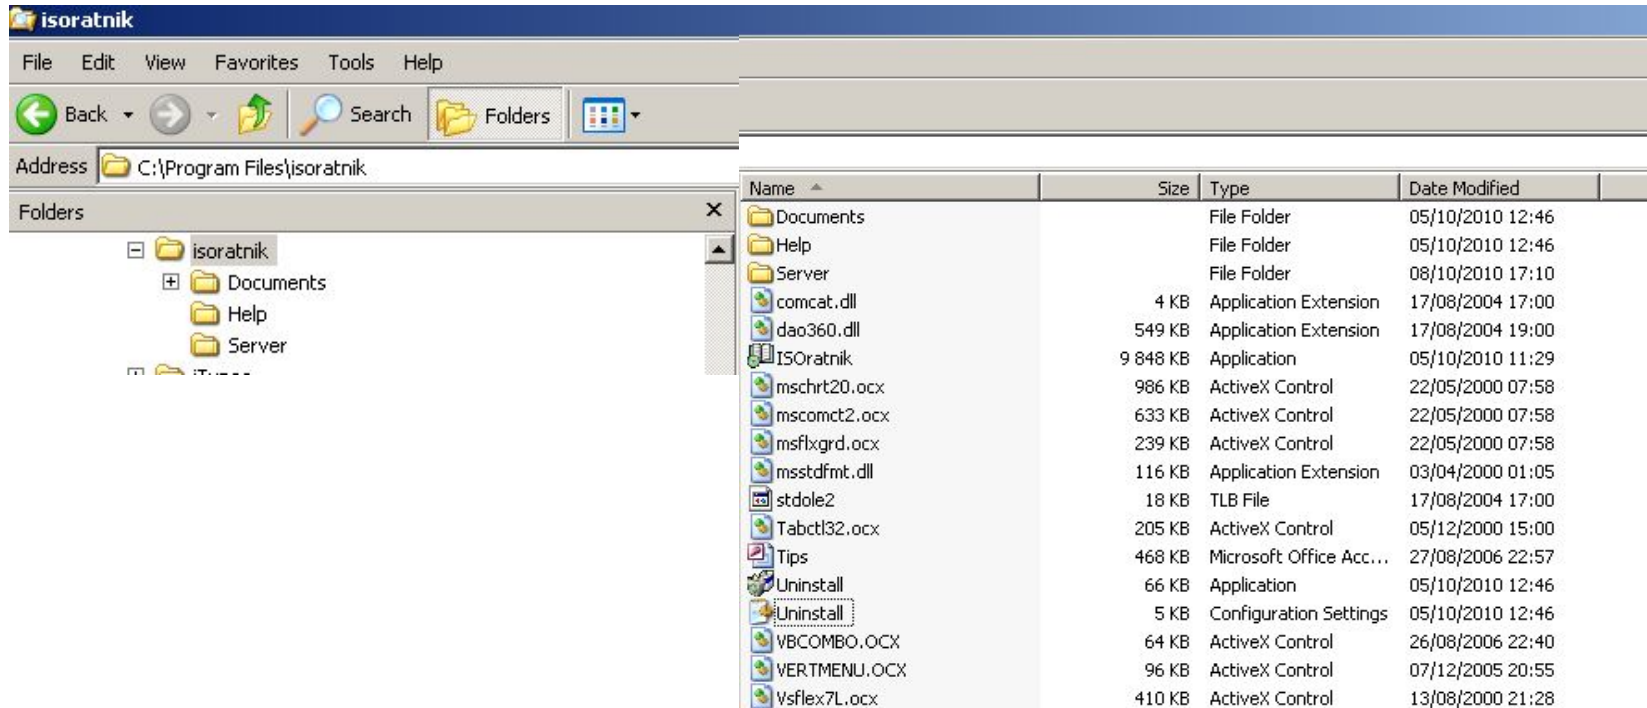 isoratnik
File Edit View Favorites Tools Help
Back Search Folders
Address C:\Program Files\isoratnik
Folders
isoratnik
Documents
Help
Server
Name Size Type Date Modified
Documents File Folder 05/10/2010 12:46
Help File Folder 05/10/2010 12:46
Server File Folder 08/10/2010 17:10
comcat.dll 4 KB Application Extension 17/08/2004 17:00
dao360.dll 549 KB Application Extension 17/08/2004 19:00
ISOratnik 9 848 KB Application 05/10/2010 11:29
mschrt20.ocx 986 KB ActiveX Control 22/05/2000 07:58
mscomct2.ocx 633 KB ActiveX Control 22/05/2000 07:58
msflxgrd.ocx 239 KB ActiveX Control 22/05/2000 07:58
msstdfmt.dll 116 KB Application Extension 03/04/2000 01:05
stdole2 18 KB TLB File 17/08/2004 17:00
Tabctl32.ocx 205 KB ActiveX Control 05/12/2000 15:00
Tips 468 KB Microsoft Office Acc... 27/08/2006 22:57
Uninstall 66 KB Application 05/10/2010 12:46
Uninstall 5 KB Configuration Settings 05/10/2010 12:46
VBCOMBO.OCX 64 KB ActiveX Control 26/08/2006 22:40
VERTMENU.OCX 96 KB ActiveX Control 07/12/2005 20:55
Vsflex7L.ocx 410 KB ActiveX Control 13/08/2000 21:28